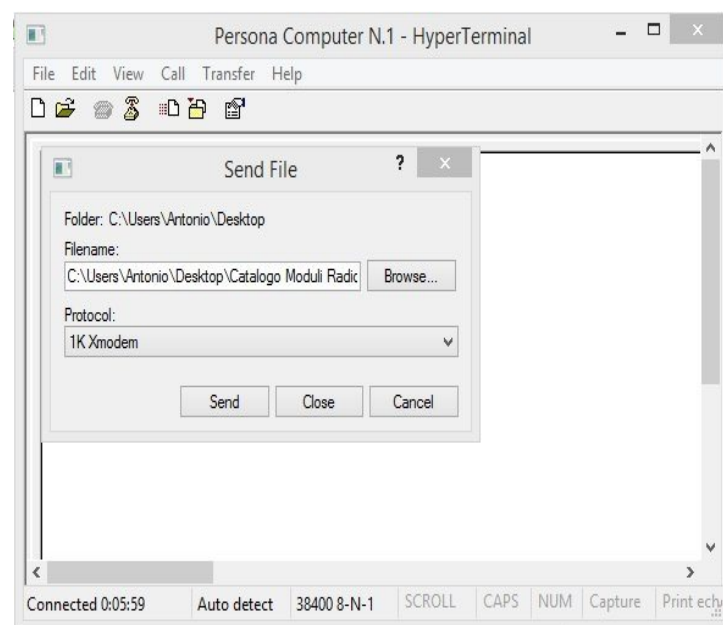 Persona Computer N.1 - HyperTerminal
File Edit View Call Transfer Help
Send File ?
Folder: C:\Users\Antonio\Desktop
Filename:
C:\Users\Antonio\Desktop\Catalogo Moduli Radic Browse...
Protocol:
1K Xmodem
Send Close Cancel
Connected 0:05:59 Auto detect 38400 8-N-1 SCROLL CAPS NUM Capture Print echo